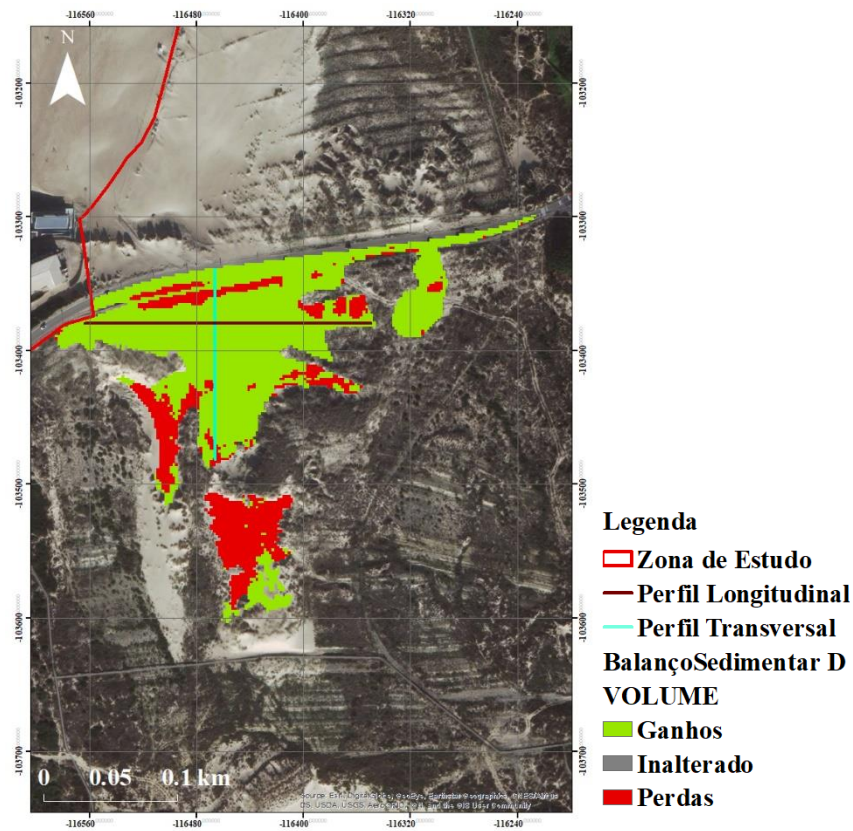 -116560 -116480 -116400 -116320 -116240
N
-103200 -103200
-103300 -103300
-103400 -103400
-103500 -103500
-103600 -103600
-103700 -103700
0 0.05 0.1 km
-116560 -116480 -116400 -116320 -116240
Legenda
Zona de Estudo
Perfil Longitudinal
Perfil Transversal
BalançoSedimentar D
VOLUME
Ganhos
Inalterado
Perdas